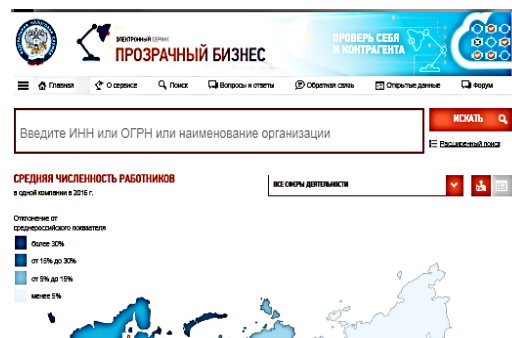 ЭЛЕКТРОННЫЙ СЕРВИС
ПРОЗРАЧНЫЙ БИЗНЕС
ПРОВЕРЬ СЕБЯ
И КОНТРАГЕНТА
Главная О сервисе Поиск Вопросы и ответы Обратная связь Открытые данные Форум
Введите ИНН или ОГРН или наименование организации
ИСКАТЬ
Расширенный поиск
СРЕДНЯЯ ЧИСЛЕННОСТЬ РАБОТНИКОВ
в одной компании в 2016 г.
ВСЕ СФЕРЫ ДЕЯТЕЛЬНОСТИ
Отклонение от
среднероссийского показателя
более 30%
от 15% до 30%
от 5% до 15%
менее 5%